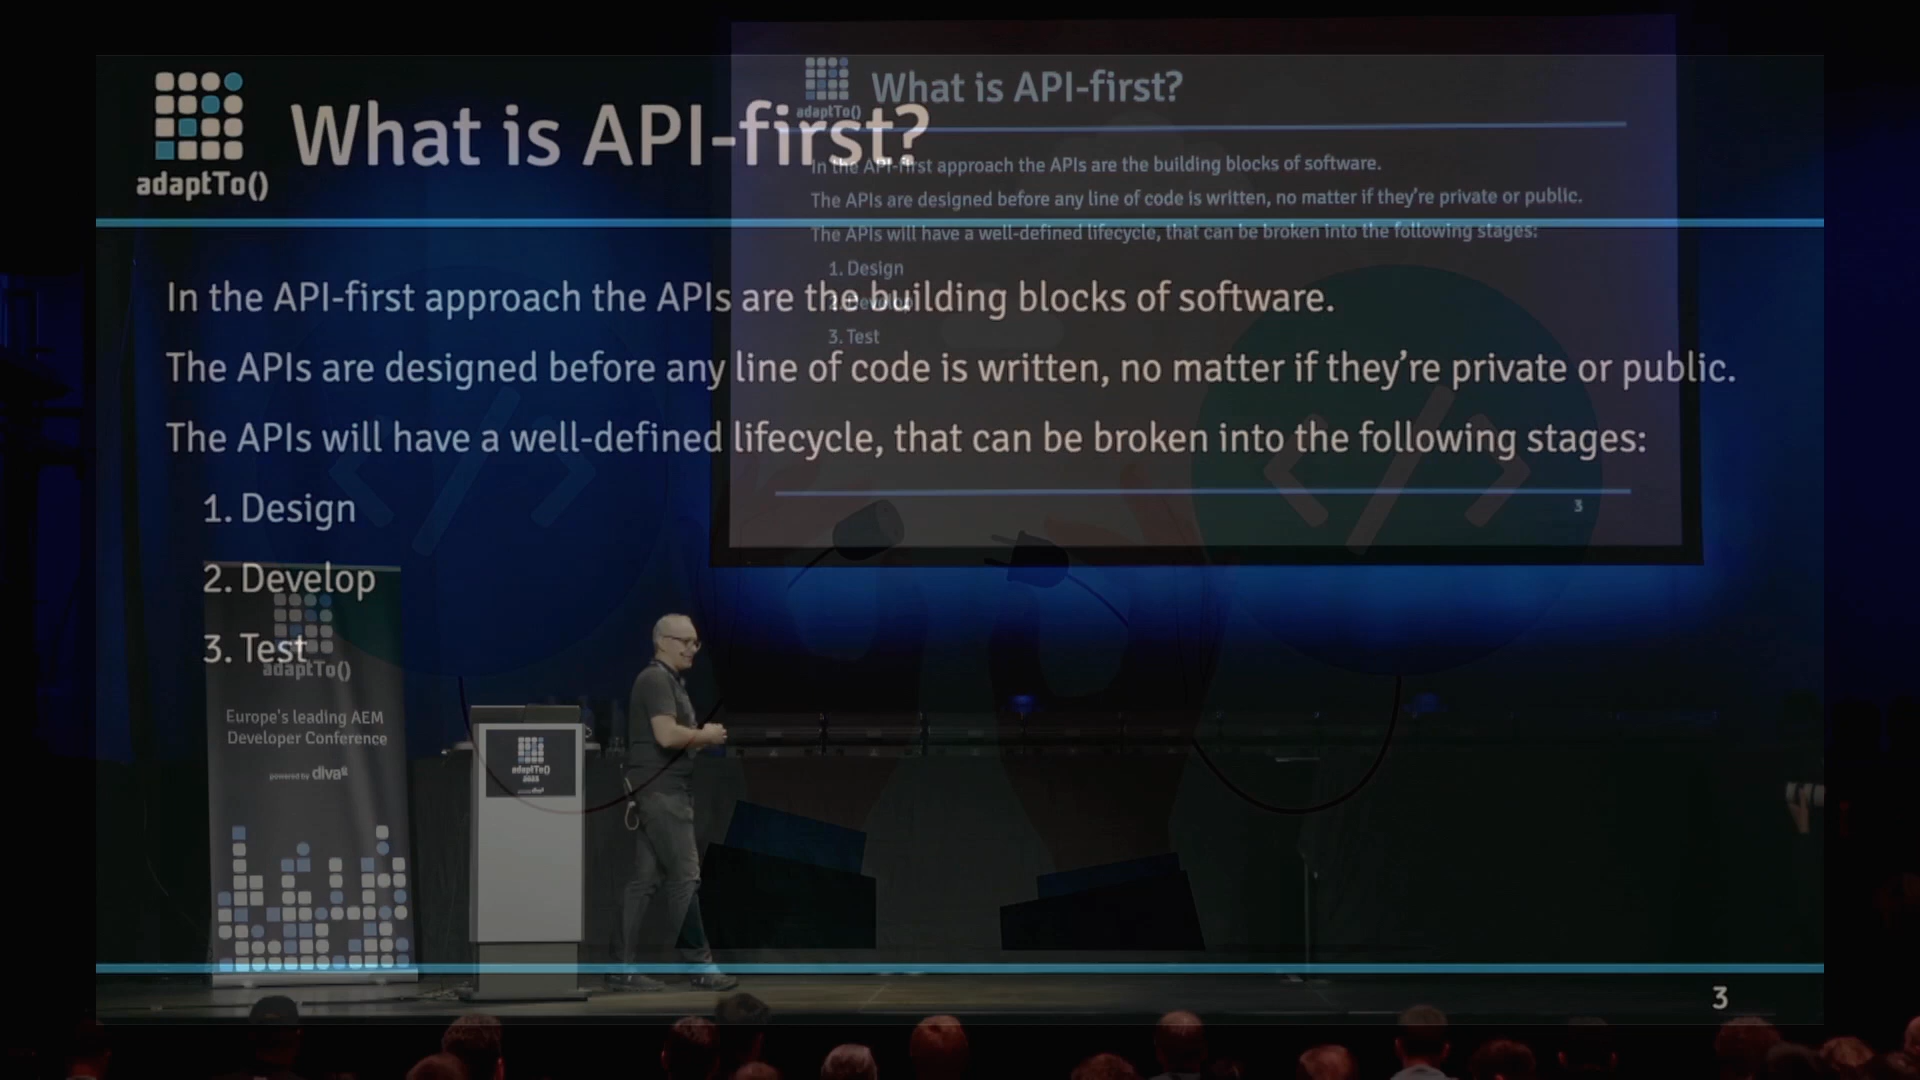 adaptTo()
What is API-first?
In the API-first approach the APIs are the building blocks of software.
The APIs are designed before any line of code is written, no matter if they’re private or public.
The APIs will have a well-defined lifecycle, that can be broken into the following stages:
1. Design
2. Develop
3. Test
3
adaptTo()
What is API-first?
In the API-first approach the APIs are the building blocks of software.
The APIs are designed before any line of code is written, no matter if they’re private or public.
The APIs will have a well-defined lifecycle, that can be broken into the following stages:
1. Design
2. Develop
3. Test
3
adaptTo()
Europe's leading AEM
Developer Conference
powered by diva-e
adaptTo()